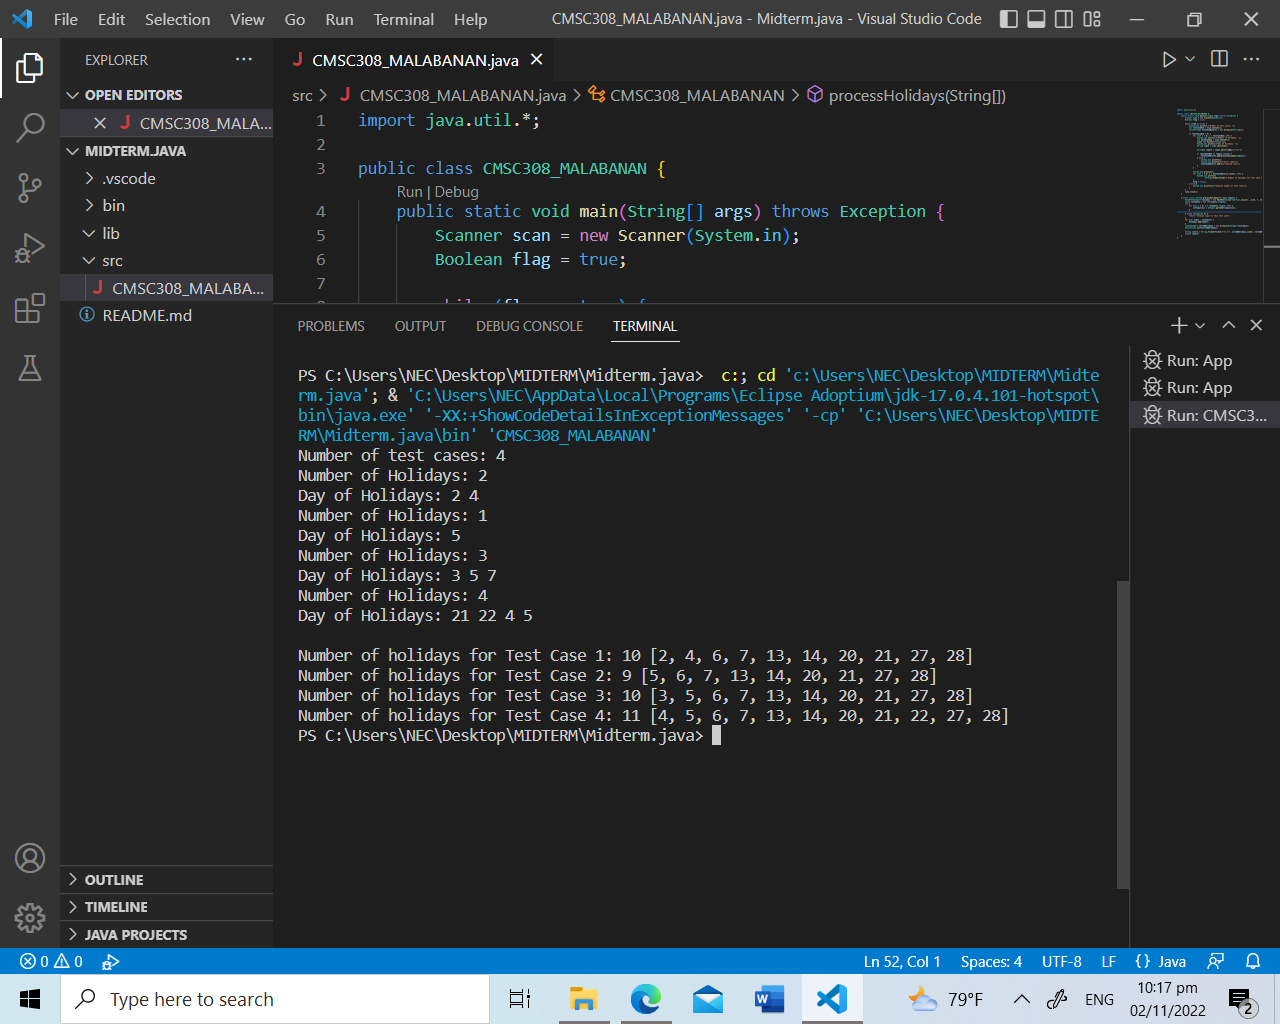 File Edit Selection View Go Run Terminal Help CMSC308_MALABANAN.java - Midterm.java - Visual Studio Code
EXPLORER
OPEN EDITORS
CMSC308_MALA...
MIDTERM.JAVA
.vscode
bin
lib
src
CMSC308_MALABA...
README.md
OUTLINE
TIMELINE
JAVA PROJECTS
CMSC308_MALABANAN.java
src > CMSC308_MALABANAN.java > CMSC308_MALABANAN > processHolidays(String[])
1 import java.util.*;
2
3 public class CMSC308_MALABANAN {
Run | Debug
4 public static void main(String[] args) throws Exception {
5 Scanner scan = new Scanner(System.in);
6 Boolean flag = true;
7
PROBLEMS OUTPUT DEBUG CONSOLE TERMINAL
PS C:\Users\NEC\Desktop\MIDTERM\Midterm.java>  c:; cd 'c:\Users\NEC\Desktop\MIDTERM\Midte
rm.java'; & 'C:\Users\NEC\AppData\Local\Programs\Eclipse Adoptium\jdk-17.0.4.101-hotspot\
bin\java.exe' '-XX:+ShowCodeDetailsInExceptionMessages' '-cp' 'C:\Users\NEC\Desktop\MIDTE
RM\Midterm.java\bin' 'CMSC308_MALABANAN'
Number of test cases: 4
Number of Holidays: 2
Day of Holidays: 2 4
Number of Holidays: 1
Day of Holidays: 5
Number of Holidays: 3
Day of Holidays: 3 5 7
Number of Holidays: 4
Day of Holidays: 21 22 4 5
Number of holidays for Test Case 1: 10 [2, 4, 6, 7, 13, 14, 20, 21, 27, 28]
Number of holidays for Test Case 2: 9 [5, 6, 7, 13, 14, 20, 21, 27, 28]
Number of holidays for Test Case 3: 10 [3, 5, 6, 7, 13, 14, 20, 21, 27, 28]
Number of holidays for Test Case 4: 11 [4, 5, 6, 7, 13, 14, 20, 21, 22, 27, 28]
PS C:\Users\NEC\Desktop\MIDTERM\Midterm.java>
Run: App
Run: App
Run: CMSC3...
0 0 Ln 52, Col 1 Spaces: 4 UTF-8 LF {} Java
Type here to search
79°F ENG
10:17 pm
02/11/2022
2